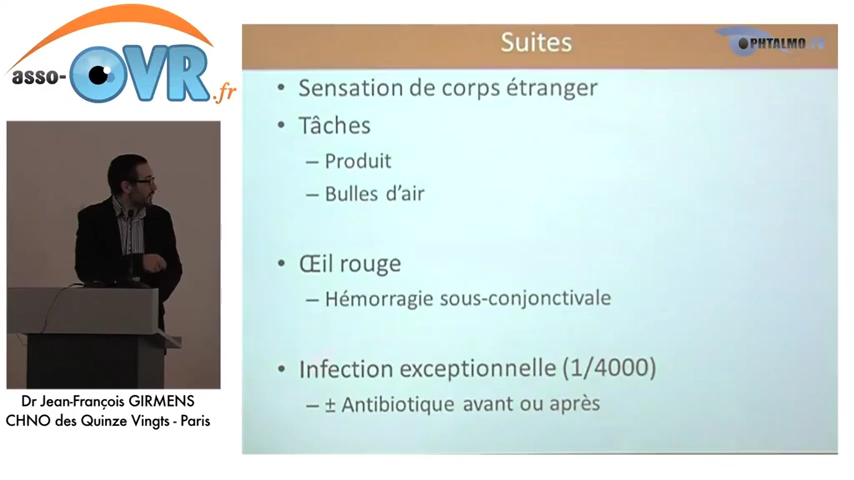 asso-OVR.fr
Suites
OPHTALMO.TV
• Sensation de corps étranger
• Tâches
– Produit
– Bulles d'air
• Œil rouge
– Hémorragie sous-conjonctivale
• Infection exceptionnelle (1/4000)
– ± Antibiotique avant ou après
Dr Jean-François GIRMENS
CHNO des Quinze Vingts - Paris